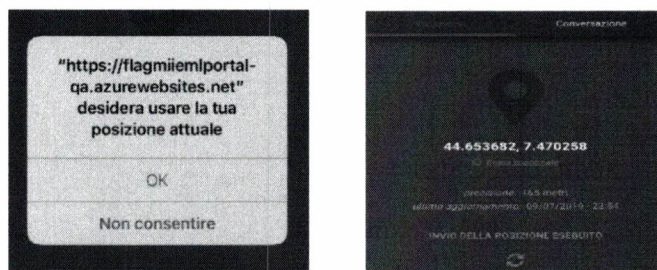 "https://flagmiiemlportal-
qa.azurewebsites.net"
desidera usare la tua
posizione attuale
OK
Non consentire
Conversazione
44.653682, 7.470258
precisione: 165 metri
ultimo aggiornamento: 09/07/2019 - 22:54
INVIO DELLA POSIZIONE ESEGUITO